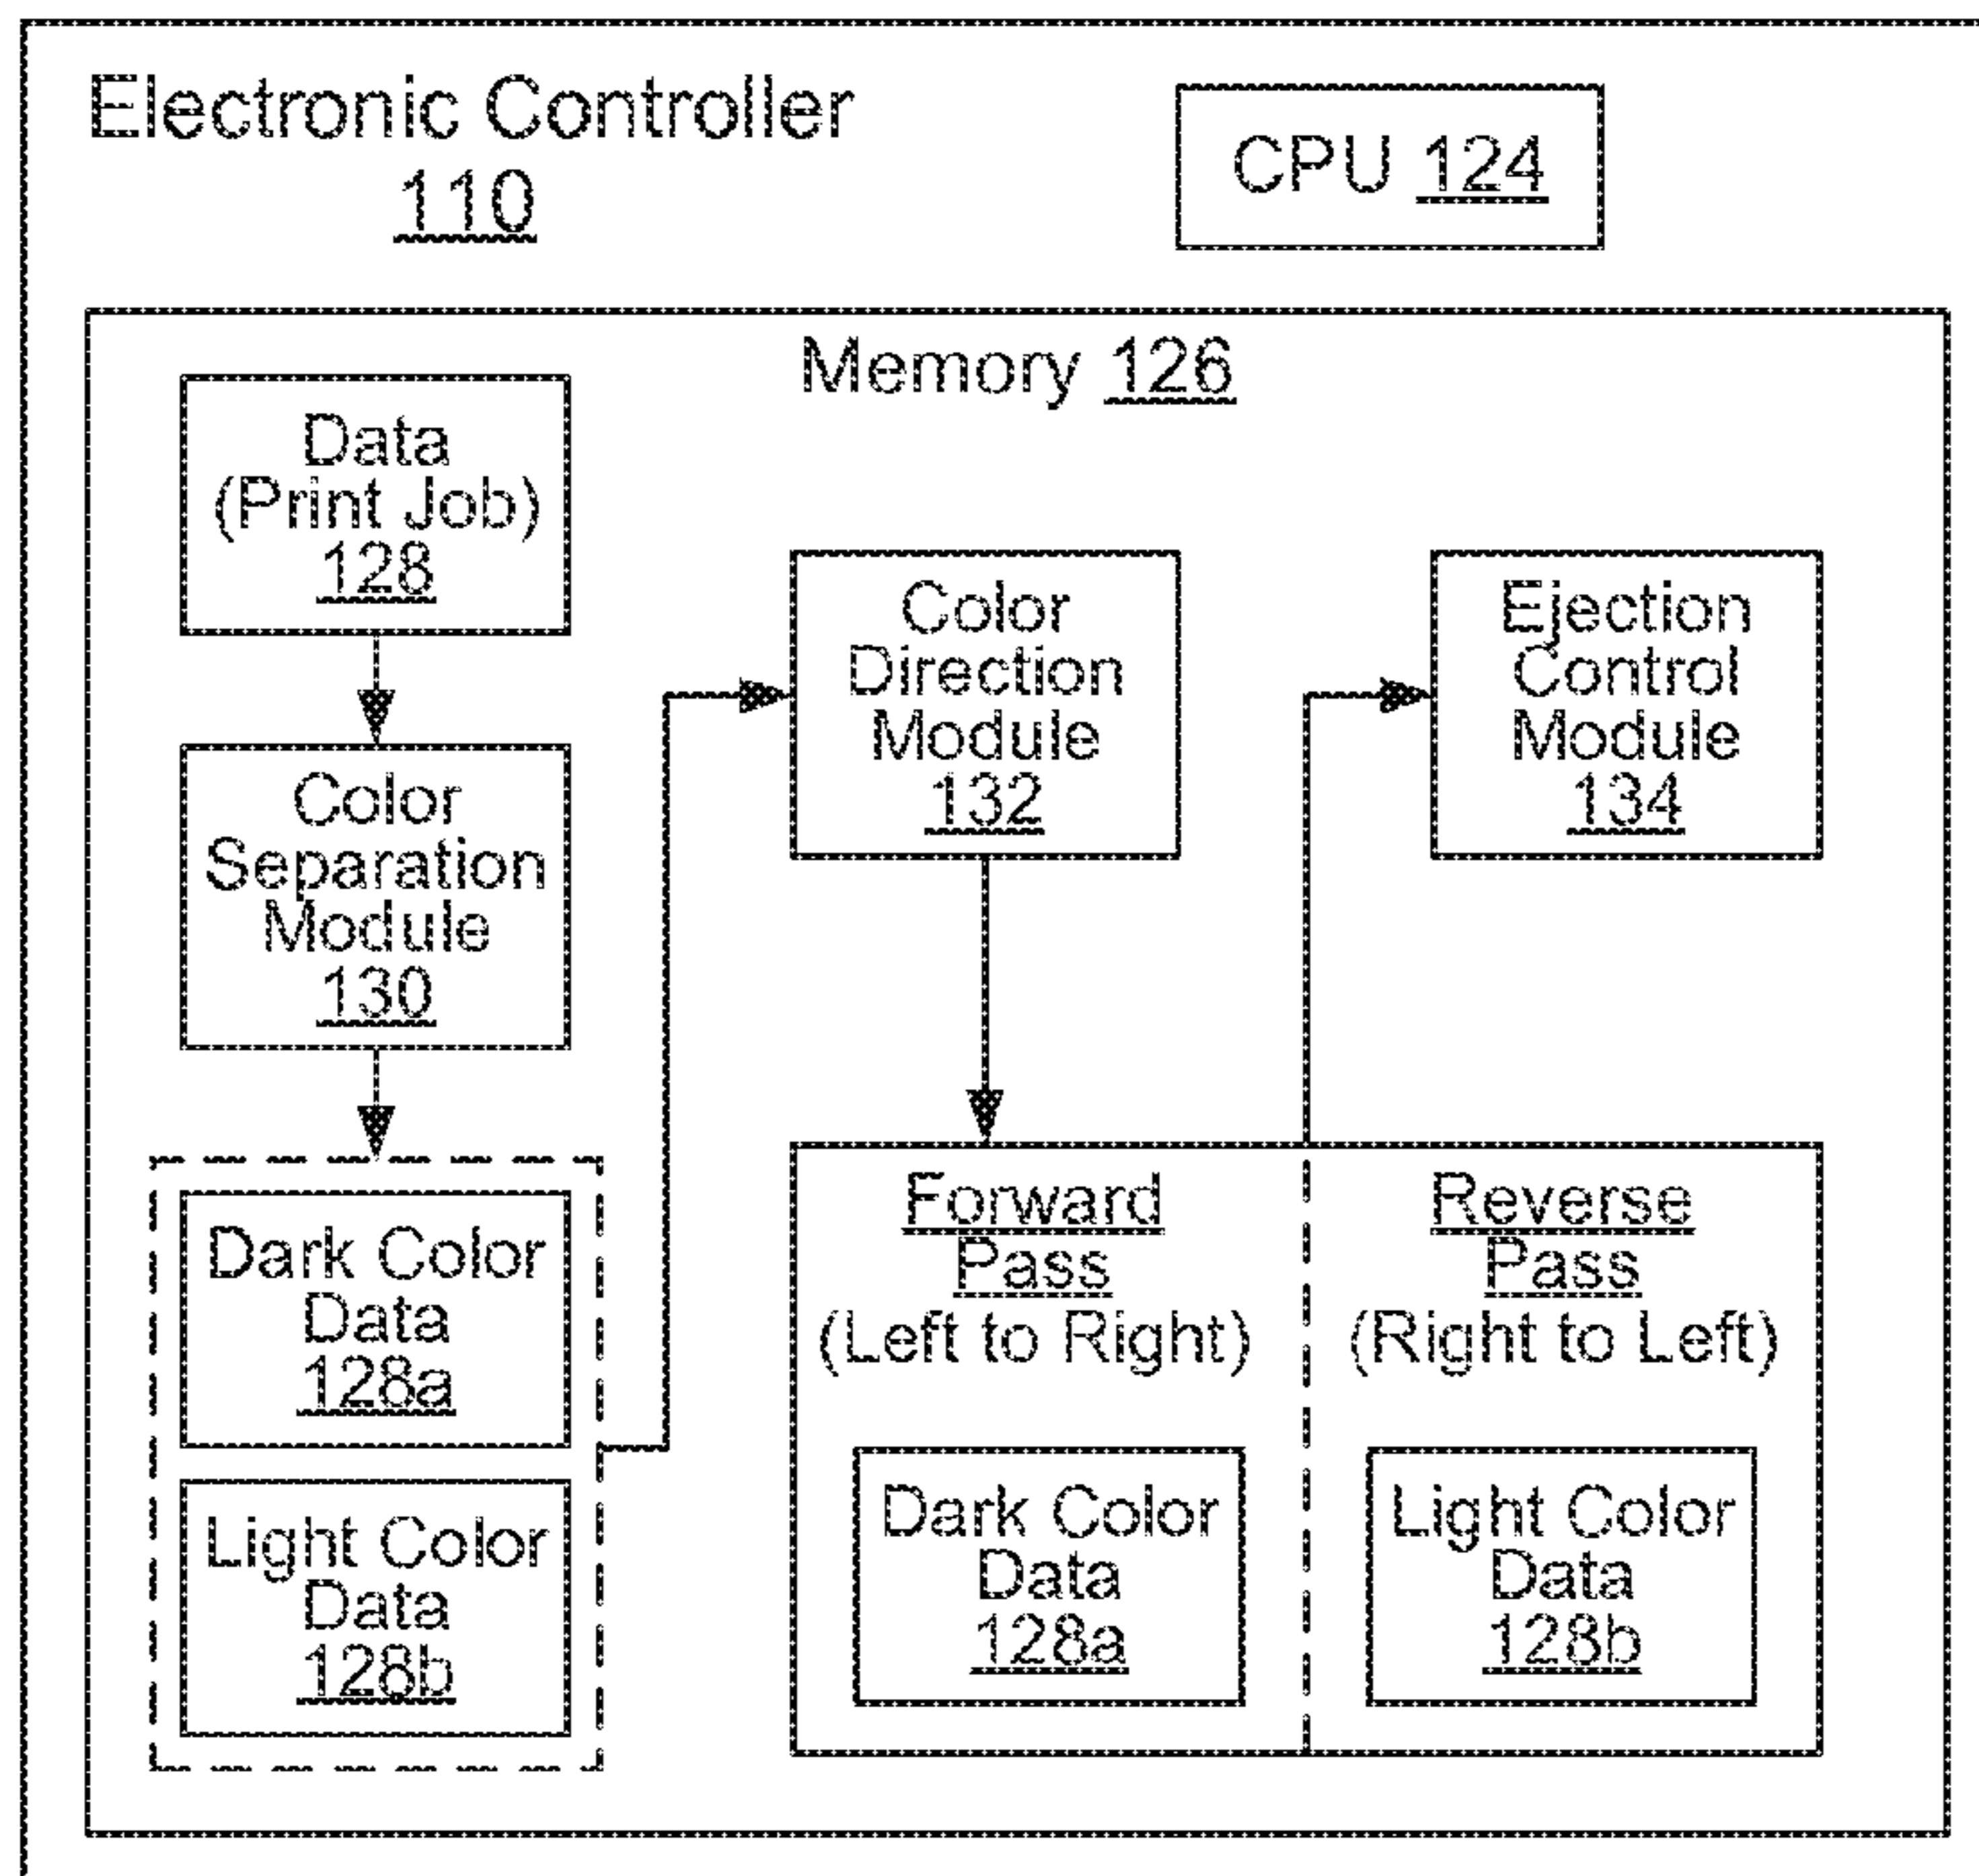 Electronic Controller
110
CPU 124
Memory 126
Data
(Print Job)
128
Color
Separation
Module
130
Dark Color
Data
128a
Light Color
Data
128b
Color
Direction
Module
132
Ejection
Control
Module
134
Forward
Pass
(Left to Right)
Dark Color
Data
128a
Reverse
Pass
(Right to Left)
Light Color
Data
128b